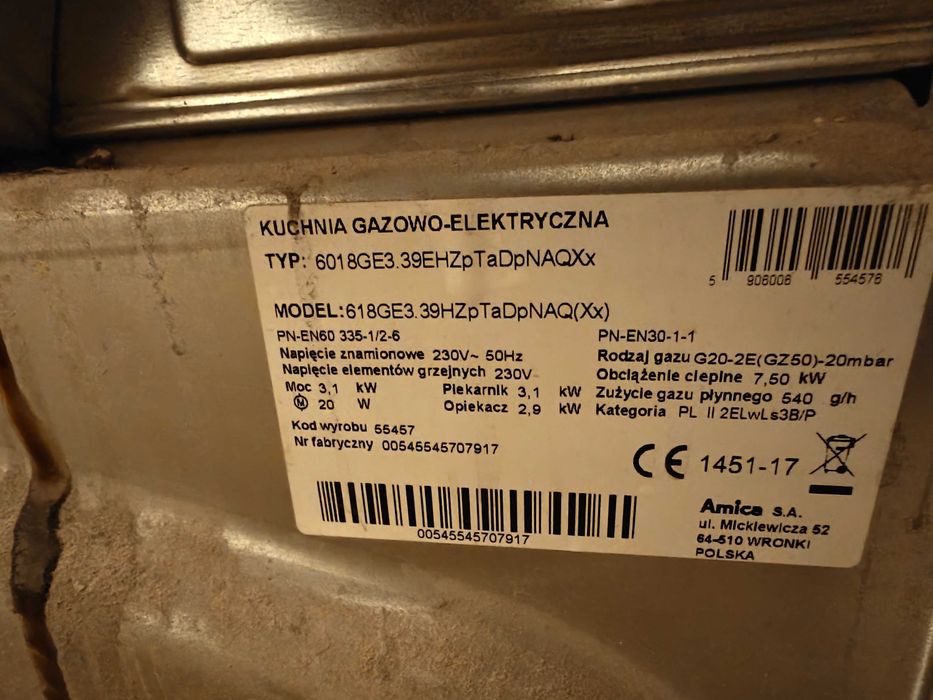 KUCHNIA GAZOWO-ELEKTRYCZNA
TYP: 6018GE3.39EHZpTaDpNAQXx
5 906006 554576
MODEL:618GE3.39HZpTaDpNAQ(Xx)
PN-EN60 335-1/2-6
Napięcie znamionowe 230V~ 50Hz
Napięcie elementów grzejnych 230V
Moc 3,1 kW Piekarnik 3,1 kW
M 20 W Opiekacz 2,9 kW
Kod wyrobu 55457
Nr fabryczny 00545545707917
PN-EN30-1-1
Rodzaj gazu G20-2E(GZ50)-20mbar
Obciążenie cieplne 7,50 kW
Zużycie gazu płynnego 540 g/h
Kategoria PL II 2ELwLs3B/P
CE 1451-17
00545545707917
Amica S.A.
ul. Mickiewicza 52
64-510 WRONKI
POLSKA